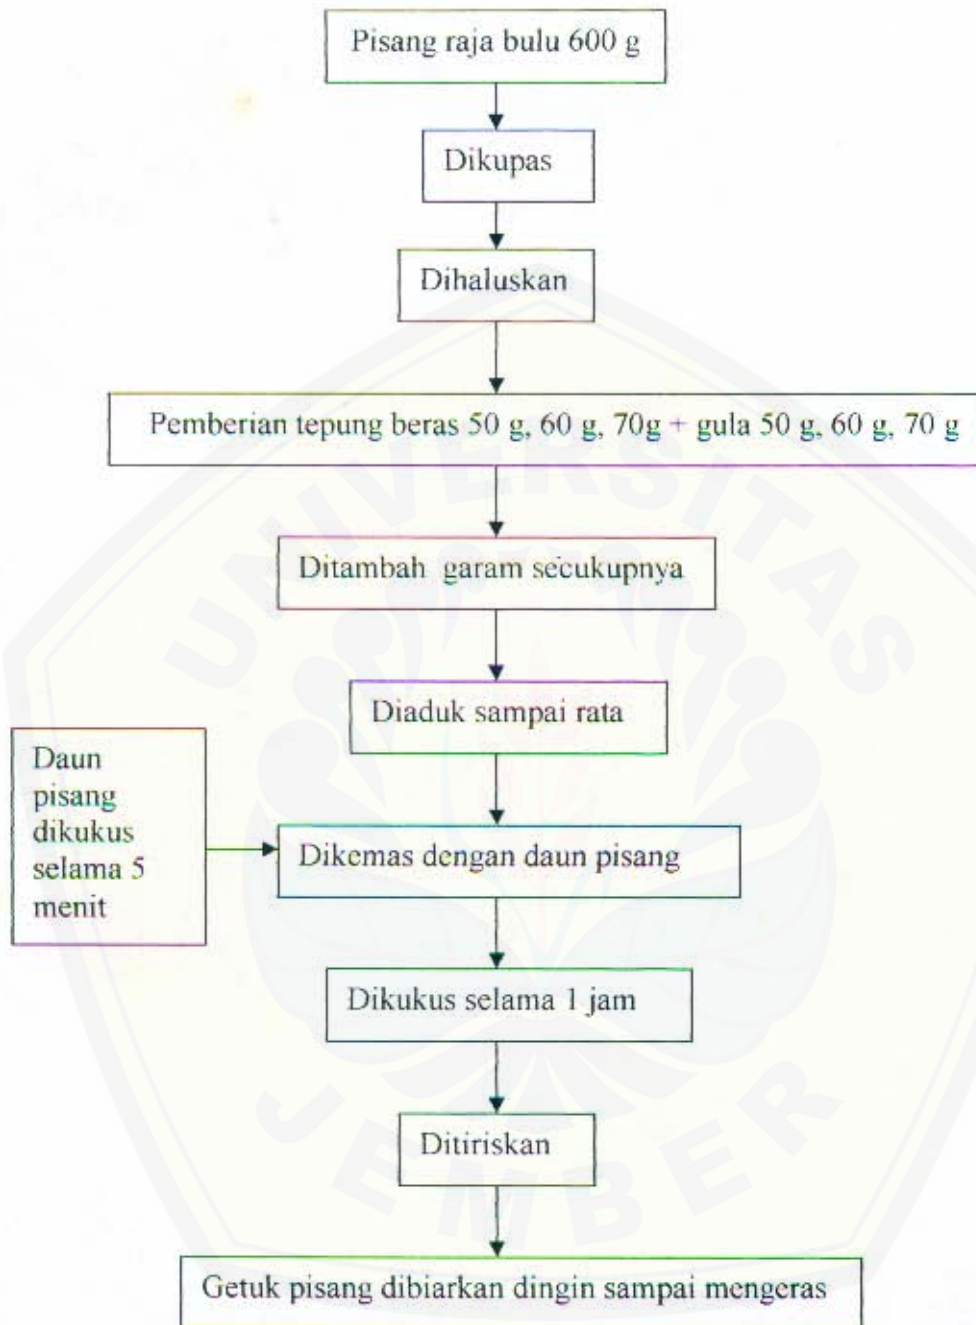 Pisang raja bulu 600 g
Dikupas
Dihaluskan
Pemberian tepung beras 50 g, 60 g, 70g + gula 50 g, 60 g, 70 g
Ditambah garam secukupnya
Diaduk sampai rata
Daun
pisang
dikukus
selama 5
menit
Dikemas dengan daun pisang
Dikukus selama 1 jam
Ditiriskan
Getuk pisang dibiarkan dingin sampai mengeras
UNIVERSITAS
JEMBER